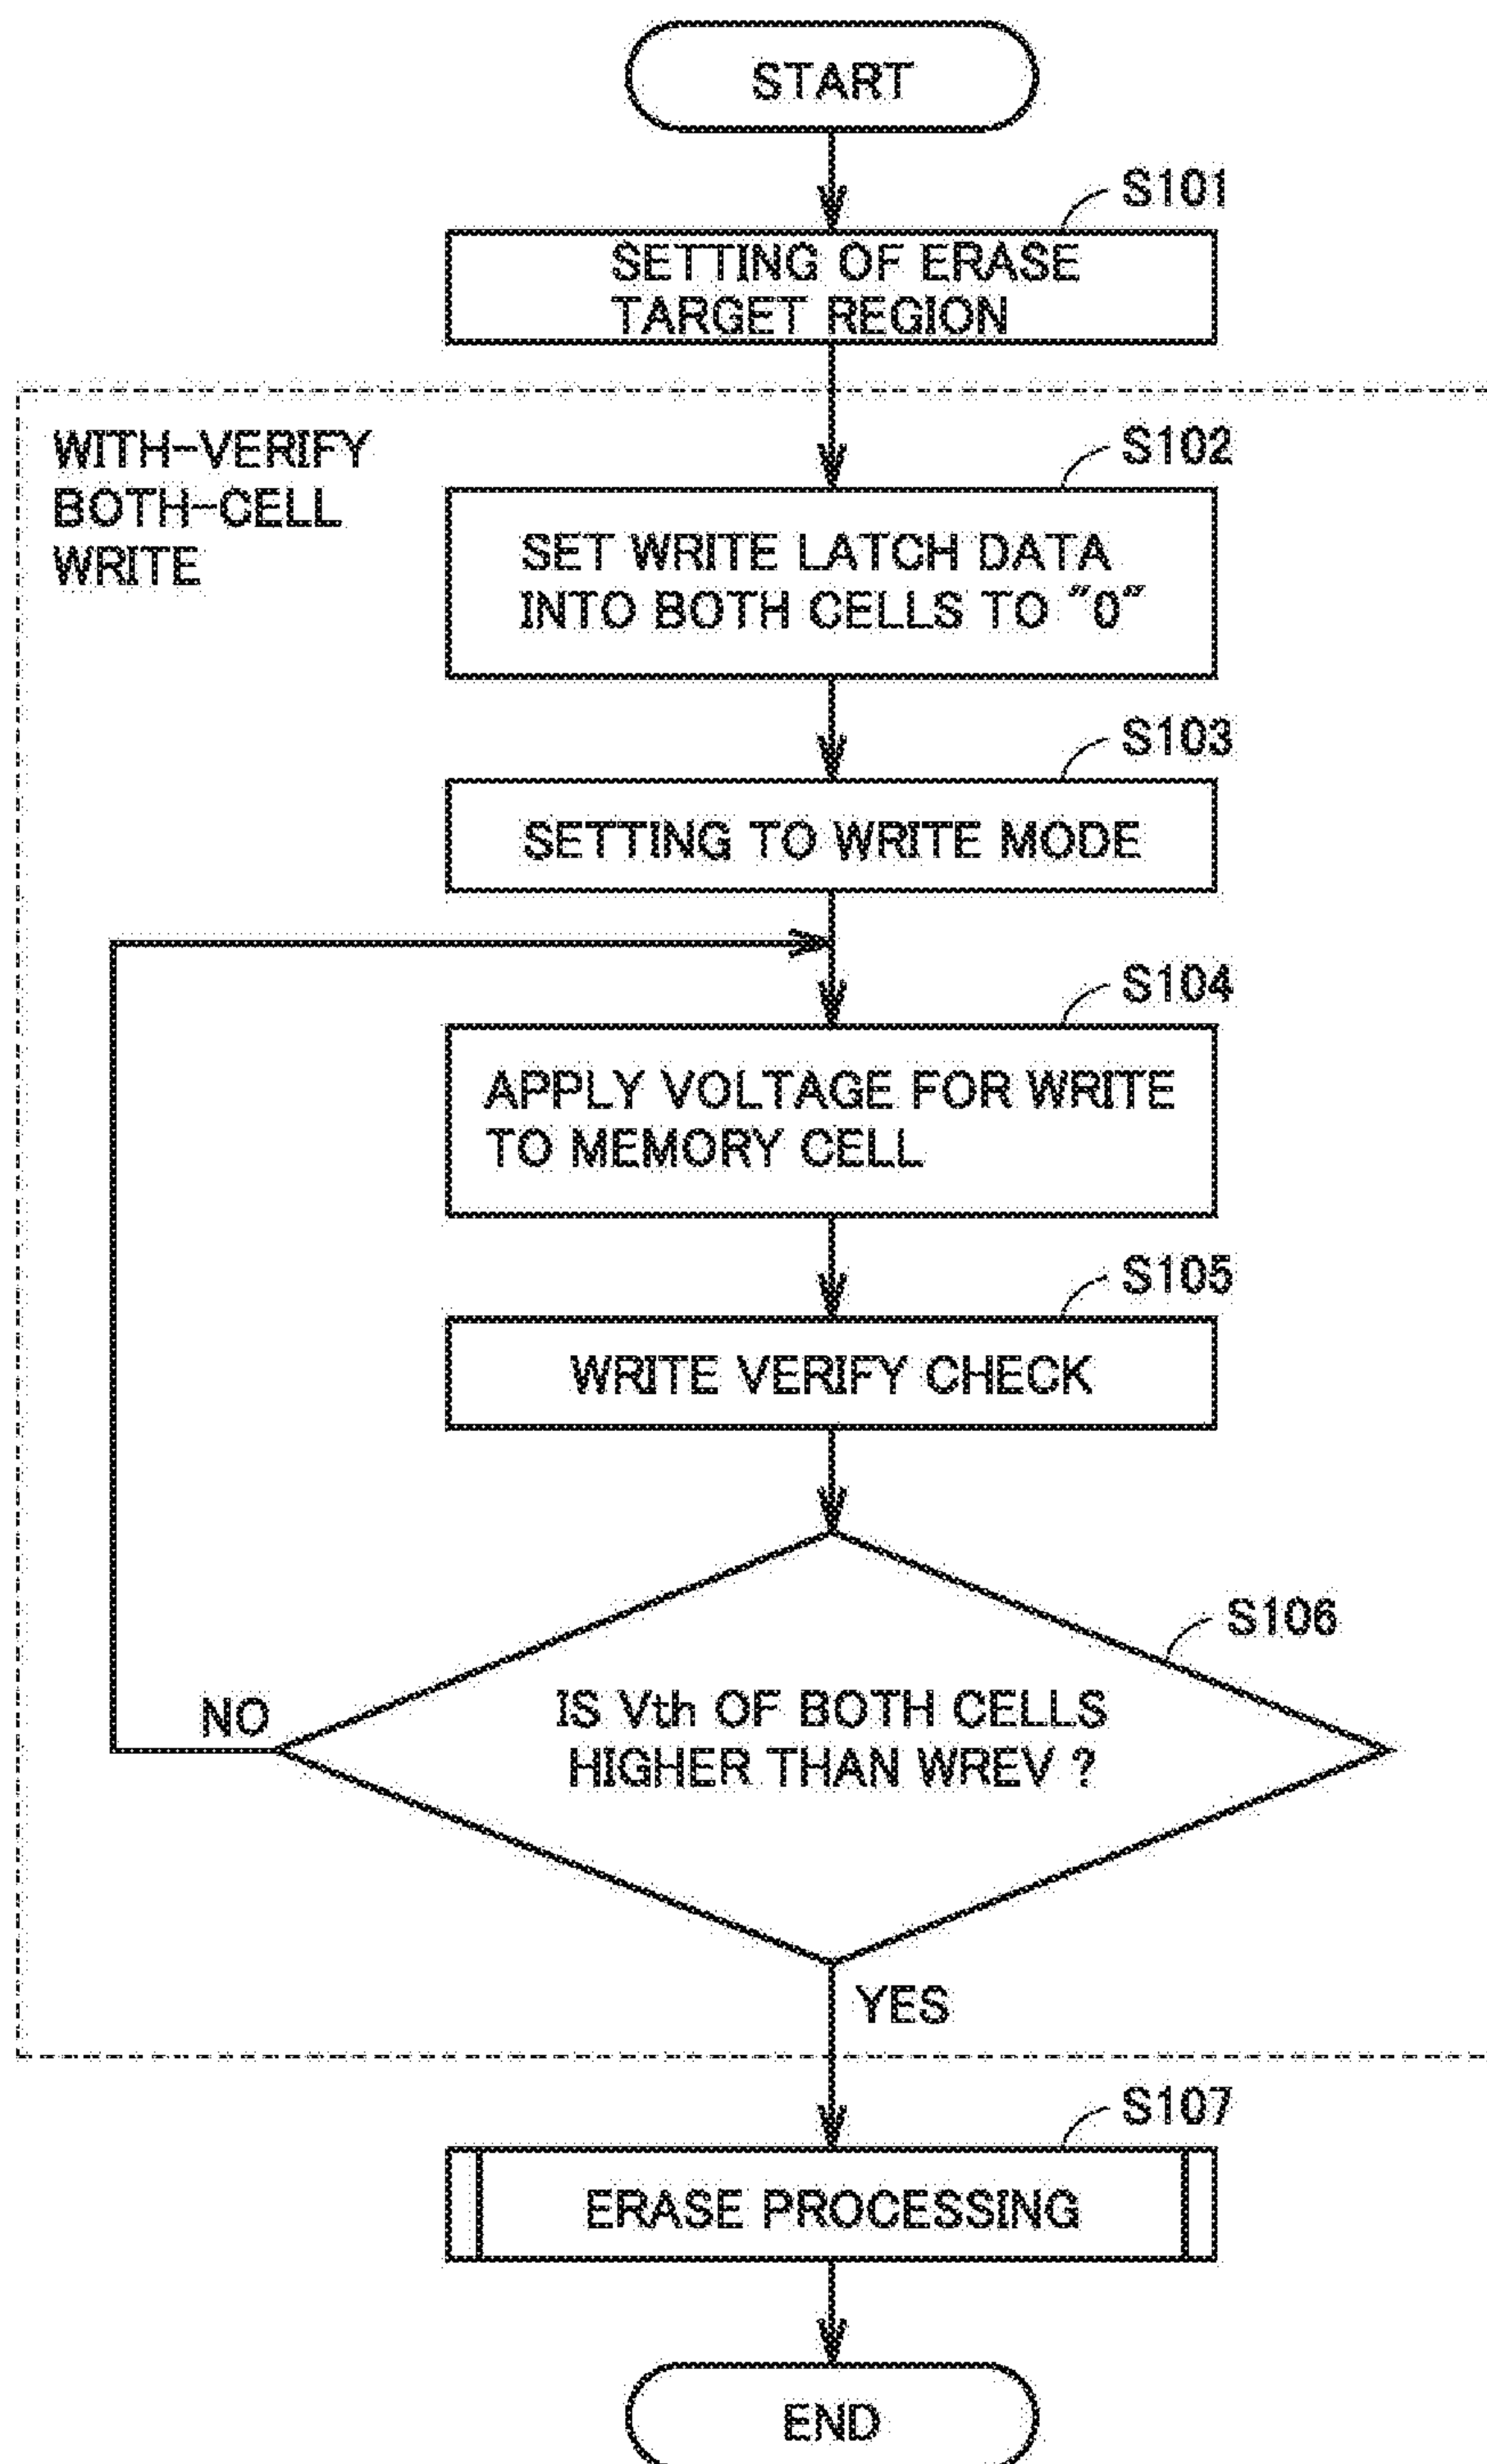 START
S101
SETTING OF ERASE
TARGET REGION
WITH-VERIFY
BOTH-CELL
WRITE
S102
SET WRITE LATCH DATA
INTO BOTH CELLS TO "0"
S103
SETTING TO WRITE MODE
S104
APPLY VOLTAGE FOR WRITE
TO MEMORY CELL
S105
WRITE VERIFY CHECK
S106
IS Vth OF BOTH CELLS
HIGHER THAN WREV ?
NO
YES
S107
ERASE PROCESSING
END